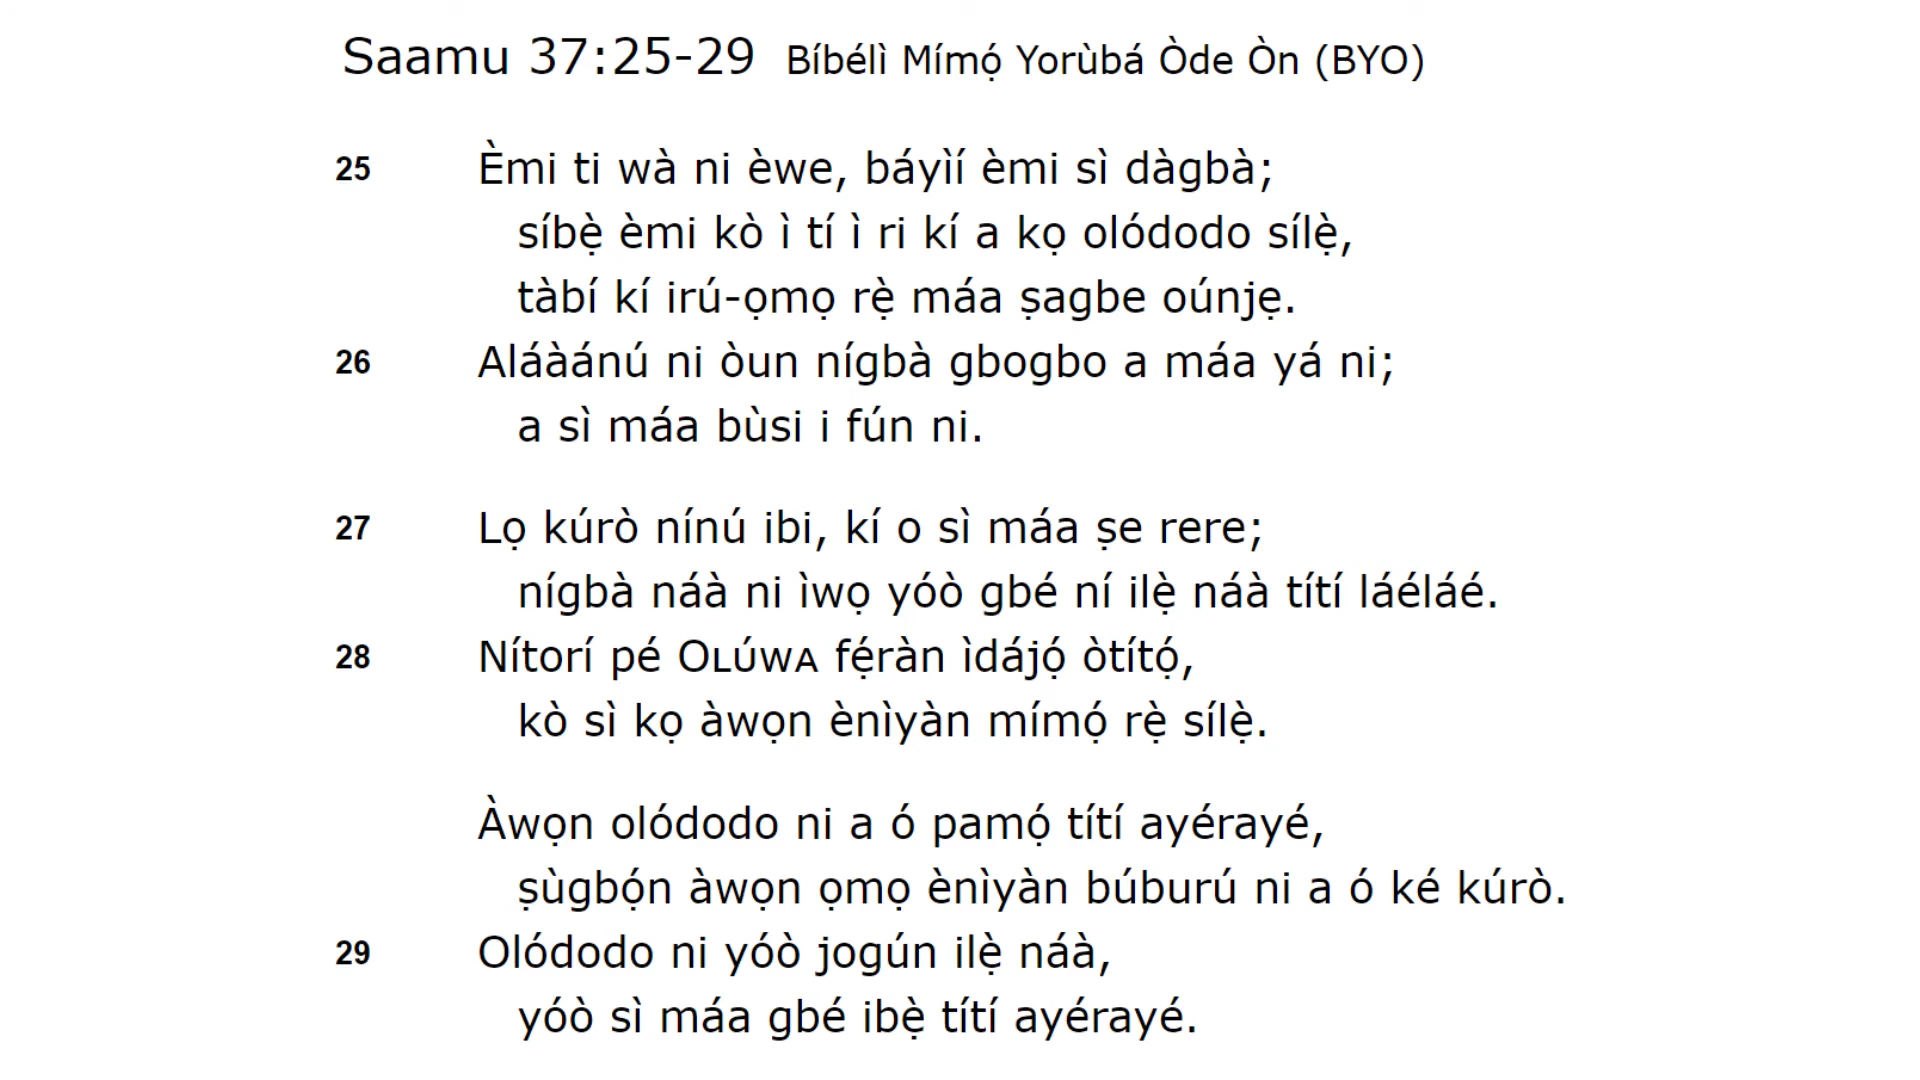 Saamu 37:25-29 Bíbélì Mímọ́ Yorùbá Òde Òn (BYO)
25 Èmi ti wà ni èwe, báyìí èmi sì dàgbà;
síbẹ̀ èmi kò ì tí ì ri kí a kọ olódodo sílẹ̀,
tàbí kí irú-ọmọ rẹ̀ máa ṣagbe oúnjẹ.
26 Aláàánú ni òun nígbà gbogbo a máa yá ni;
a sì máa bùsi i fún ni.
27 Lọ kúrò nínú ibi, kí o sì máa ṣe rere;
nígbà náà ni ìwọ yóò gbé ní ilẹ̀ náà títí láéláé.
28 Nítorí pé OLÚWA fẹ́ràn ìdájọ́ òtítọ́,
kò sì kọ àwọn ènìyàn mímọ́ rẹ̀ sílẹ̀.
Àwọn olódodo ni a ó pamọ́ títí ayérayé,
ṣùgbọ́n àwọn ọmọ ènìyàn búburú ni a ó ké kúrò.
29 Olódodo ni yóò jogún ilẹ̀ náà,
yóò sì máa gbé ibẹ̀ títí ayérayé.